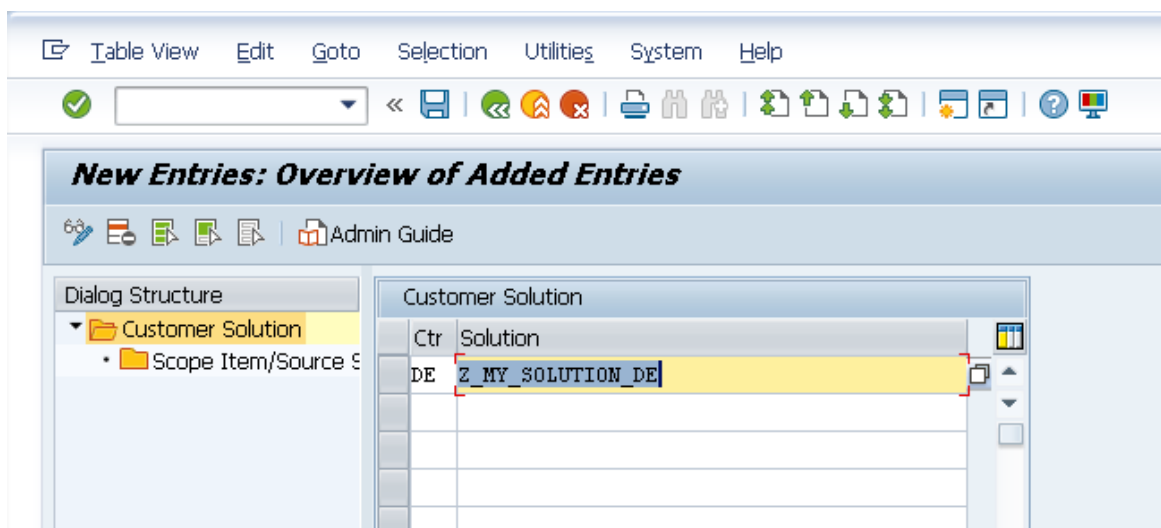 Table View Edit Goto Selection Utilities System Help
New Entries: Overview of Added Entries
Admin Guide
Dialog Structure
Customer Solution
Scope Item/Source S
Customer Solution
Ctr Solution
DE Z_MY_SOLUTION_DE